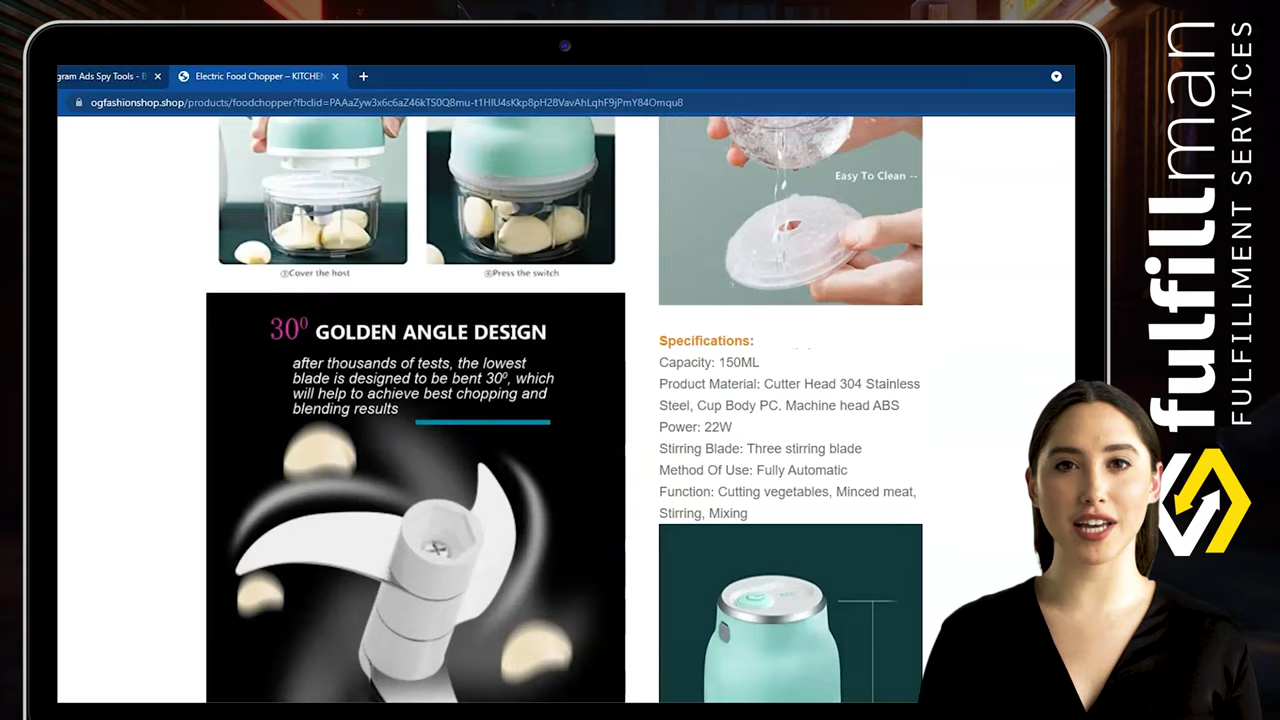 gram Ads Spy Tools - B
Electric Food Chopper – KITCHEN
ogfashionshop.shop/products/foodchopper?fbclid=PAAaZyw3x6c6aZ46kTS0Q8mu-t1HIU4sKkp8pH28VavAhLqhF9jPmY84Omqu8
③Cover the host
④Press the switch
30⁰ GOLDEN ANGLE DESIGN
after thousands of tests, the lowest
blade is designed to be bent 30⁰, which
will help to achieve best chopping and
blending results
Easy To Clean --
Specifications:
Capacity: 150ML
Product Material: Cutter Head 304 Stainless
Steel, Cup Body PC. Machine head ABS
Power: 22W
Stirring Blade: Three stirring blade
Method Of Use: Fully Automatic
Function: Cutting vegetables, Minced meat,
Stirring, Mixing
fulfillman
FULFILLMENT SERVICES